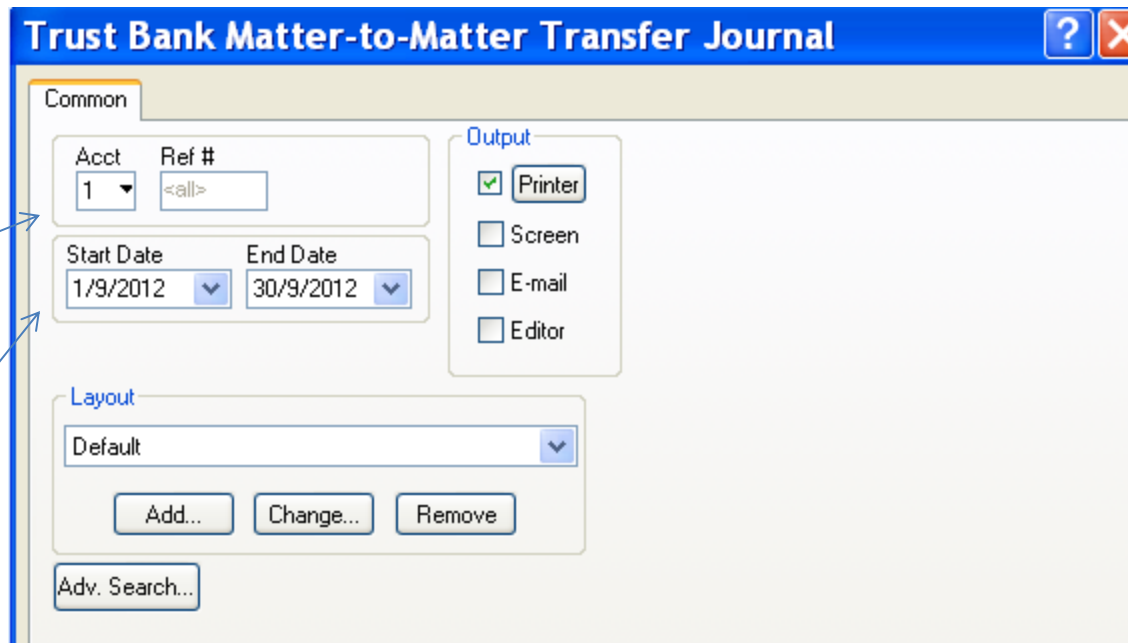 Trust Bank Matter-to-Matter Transfer Journal
?
Common
Acct Ref #
1 <all>
Start Date End Date
1/9/2012 30/9/2012
Output
Printer
Screen
E-mail
Editor
Layout
Default
Add... Change... Remove
Adv. Search...